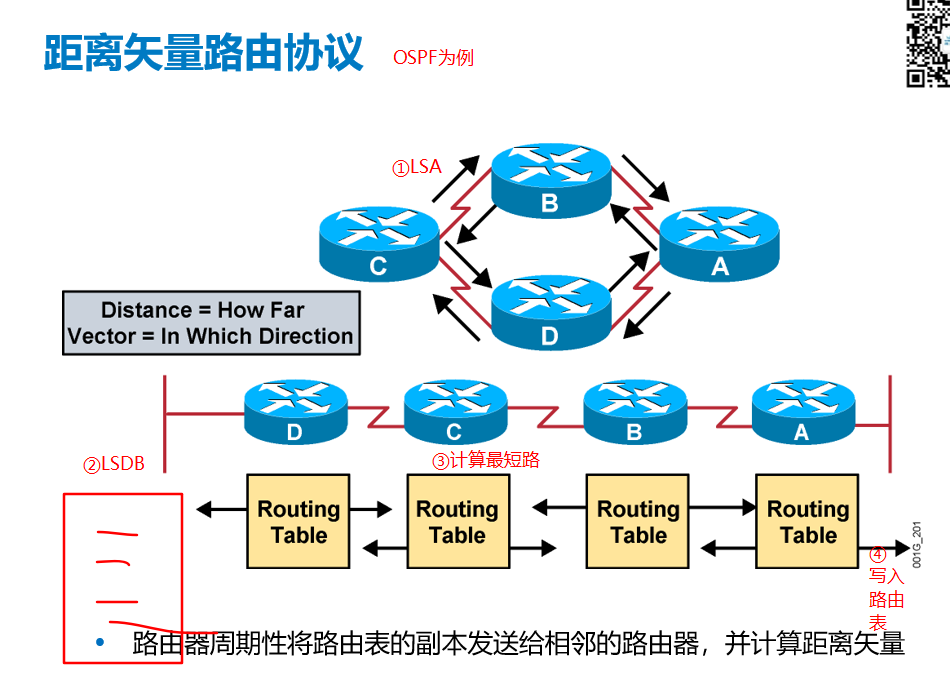 距离矢量路由协议
OSPF为例
①LSA
B
C
A
D
Distance = How Far
Vector = In Which Direction
D
C
B
A
②LSDB
③计算最短路
Routing
Table
Routing
Table
Routing
Table
Routing
Table
001G_201
④
写入
路由
表
• 路由器周期性将路由表的副本发送给相邻的路由器，并计算距离矢量